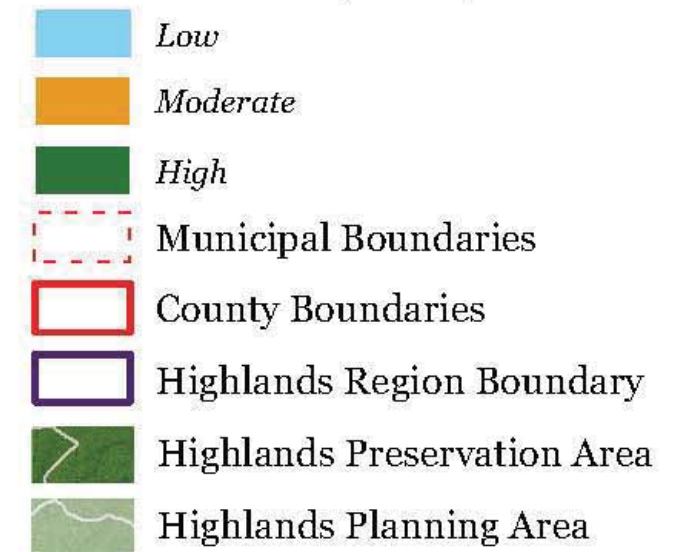 Low
Moderate
High
Municipal Boundaries
County Boundaries
Highlands Region Boundary
Highlands Preservation Area
Highlands Planning Area